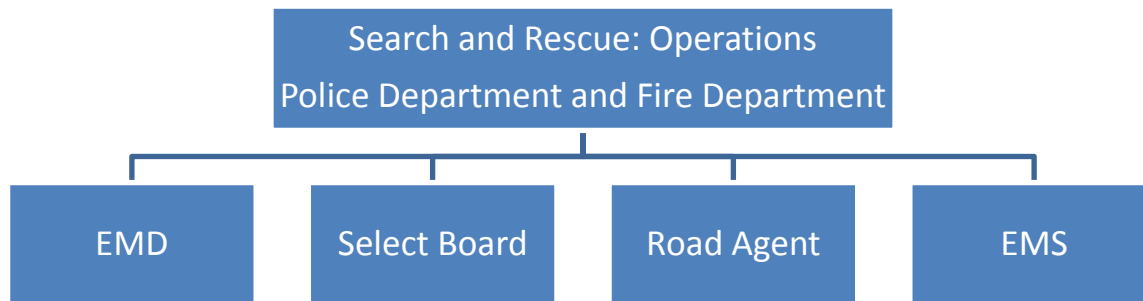 Search and Rescue: Operations
Police Department and Fire Department
EMD
Select Board
Road Agent
EMS